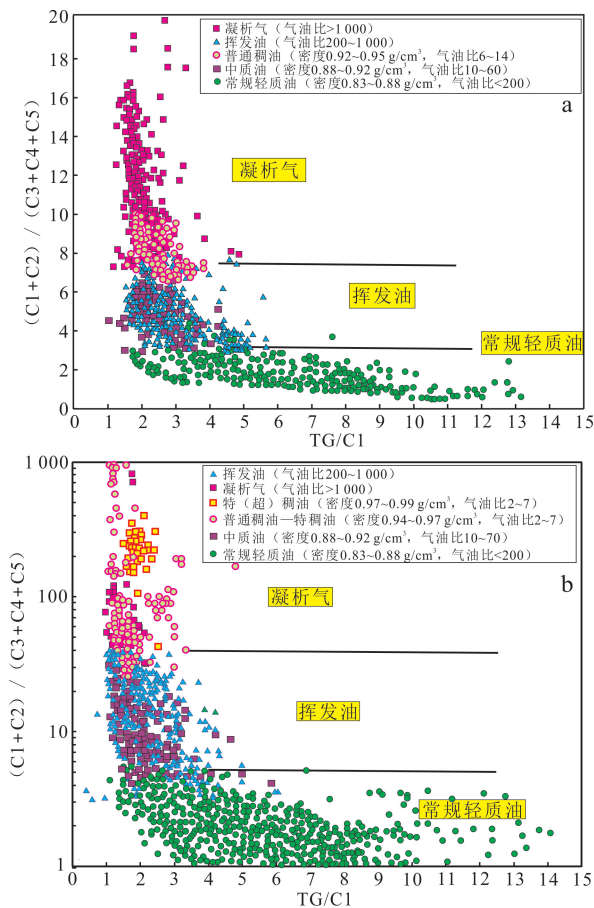 20
18
16
14
12
10
8
6
4
2
0
(C1+C2) / (C3+C4+C5)
凝析气(气油比>1 000)
挥发油(气油比200~1 000)
普通稠油(密度0.92~0.95 g/cm³,气油比6~14)
中质油(密度0.88~0.92 g/cm³,气油比10~60)
常规轻质油(密度0.83~0.88 g/cm³,气油比<200)
a
凝析气
挥发油
常规轻质油
0 1 2 3 4 5 6 7 8 9 10 11 12 13 14 15
TG/C1
1 000
100
10
1
(C1+C2) / (C3+C4+C5)
挥发油(气油比200~1 000)
凝析气(气油比>1 000)
特(超)稠油(密度0.97~0.99 g/cm³,气油比2~7)
普通稠油—特稠油(密度0.94~0.97 g/cm³,气油比2~7)
中质油(密度0.88~0.92 g/cm³,气油比10~70)
常规轻质油(密度0.83~0.88 g/cm³,气油比<200)
b
凝析气
挥发油
常规轻质油
0 1 2 3 4 5 6 7 8 9 10 11 12 13 14 15
TG/C1